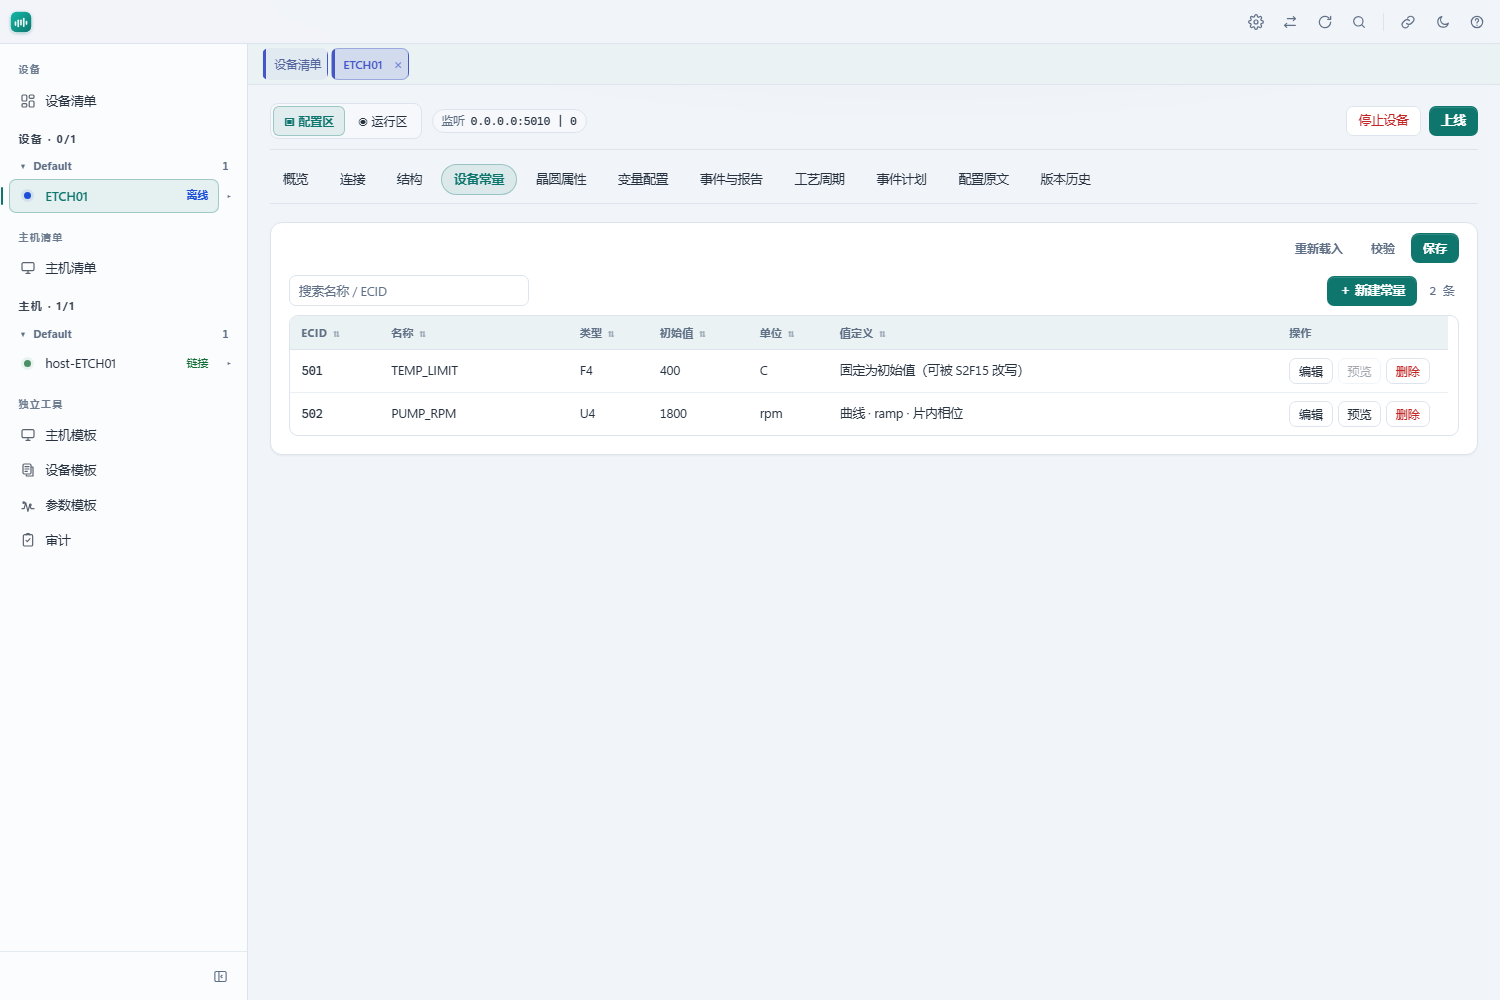 设备
设备清单
设备 · 0/1
Default 1
ETCH01 离线
主机清单
主机清单
主机 · 1/1
Default 1
host-ETCH01 链接
独立工具
主机模板
设备模板
参数模板
审计
设备清单 ETCH01 ×
配置区 运行区 监听 0.0.0.0:5010 | 0 停止设备 上线
概览 连接 结构 设备常量 晶圆属性 变量配置 事件与报告 工艺周期 事件计划 配置原文 版本历史
重新载入 校验 保存
搜索名称 / ECID + 新建常量 2 条
ECID 名称 类型 初始值 单位 值定义 操作
501 TEMP_LIMIT F4 400 C 固定为初始值（可被 S2F15 改写） 编辑 预览 删除
502 PUMP_RPM U4 1800 rpm 曲线 · ramp · 片内相位 编辑 预览 删除